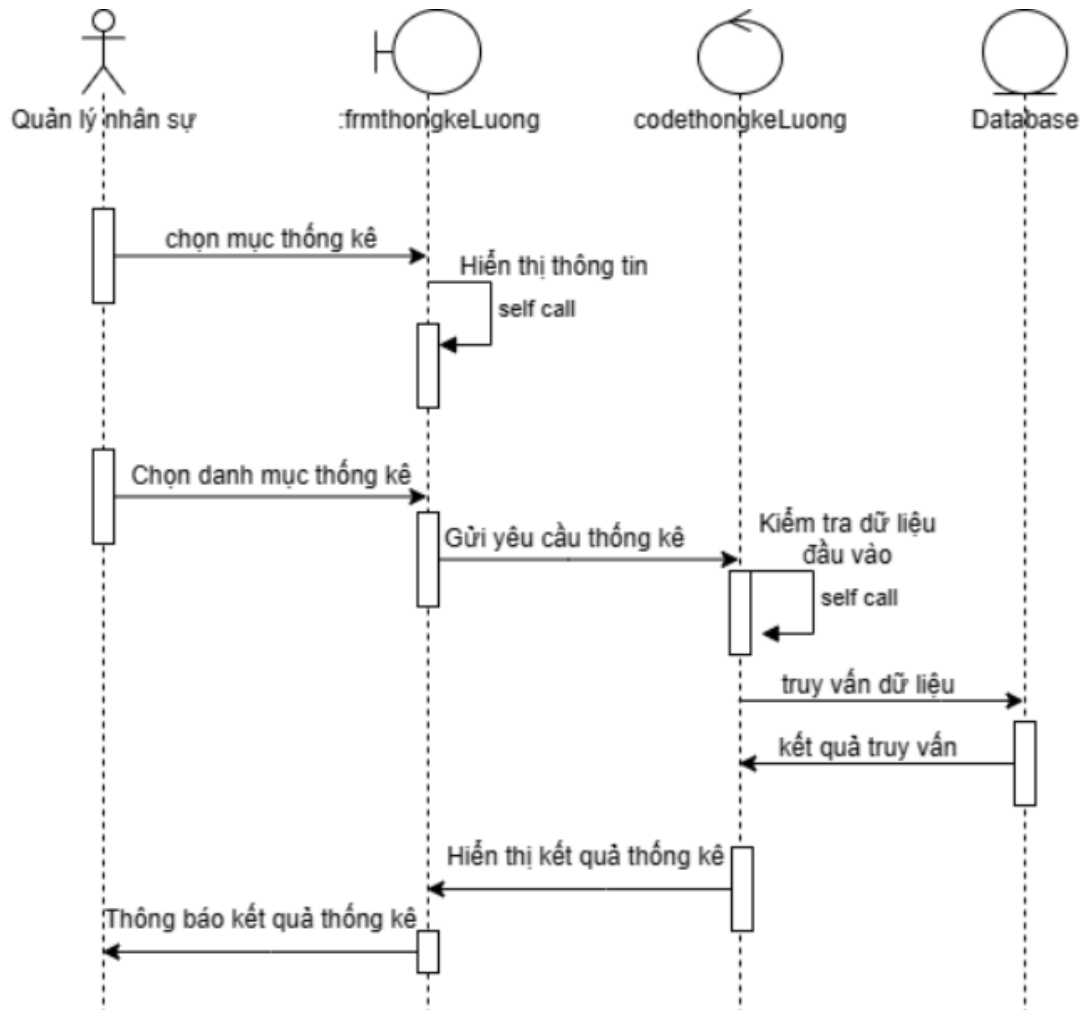 Quản lý nhân sự
:frmthongkeLuong
codethongkeLuong
Database
chọn mục thống kê
Hiển thị thông tin
self call
Chọn danh mục thống kê
Gửi yêu cầu thống kê
Kiểm tra dữ liệu
đầu vào
self call
truy vấn dữ liệu
kết quả truy vấn
Hiển thị kết quả thống kê
Thông báo kết quả thống kê